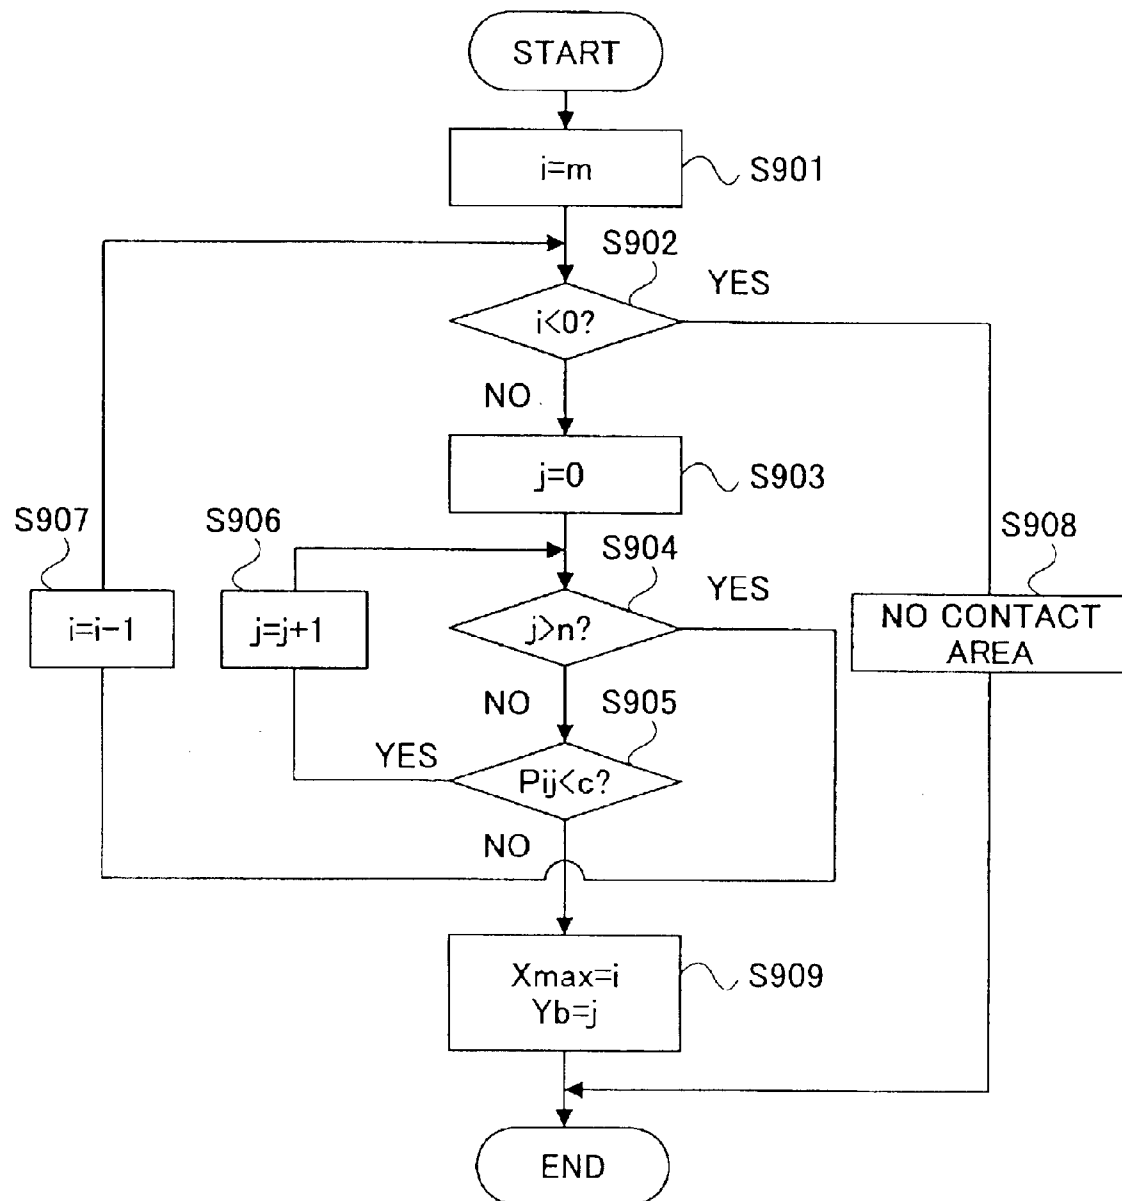 START
i=m
S901
S902
YES
i<0?
NO
j=0
S903
S907
S906
S904
YES
S908
i=i-1
j=j+1
j>n?
NO CONTACT
AREA
NO
S905
YES
Pij<c?
NO
Xmax=i
Yb=j
S909
END